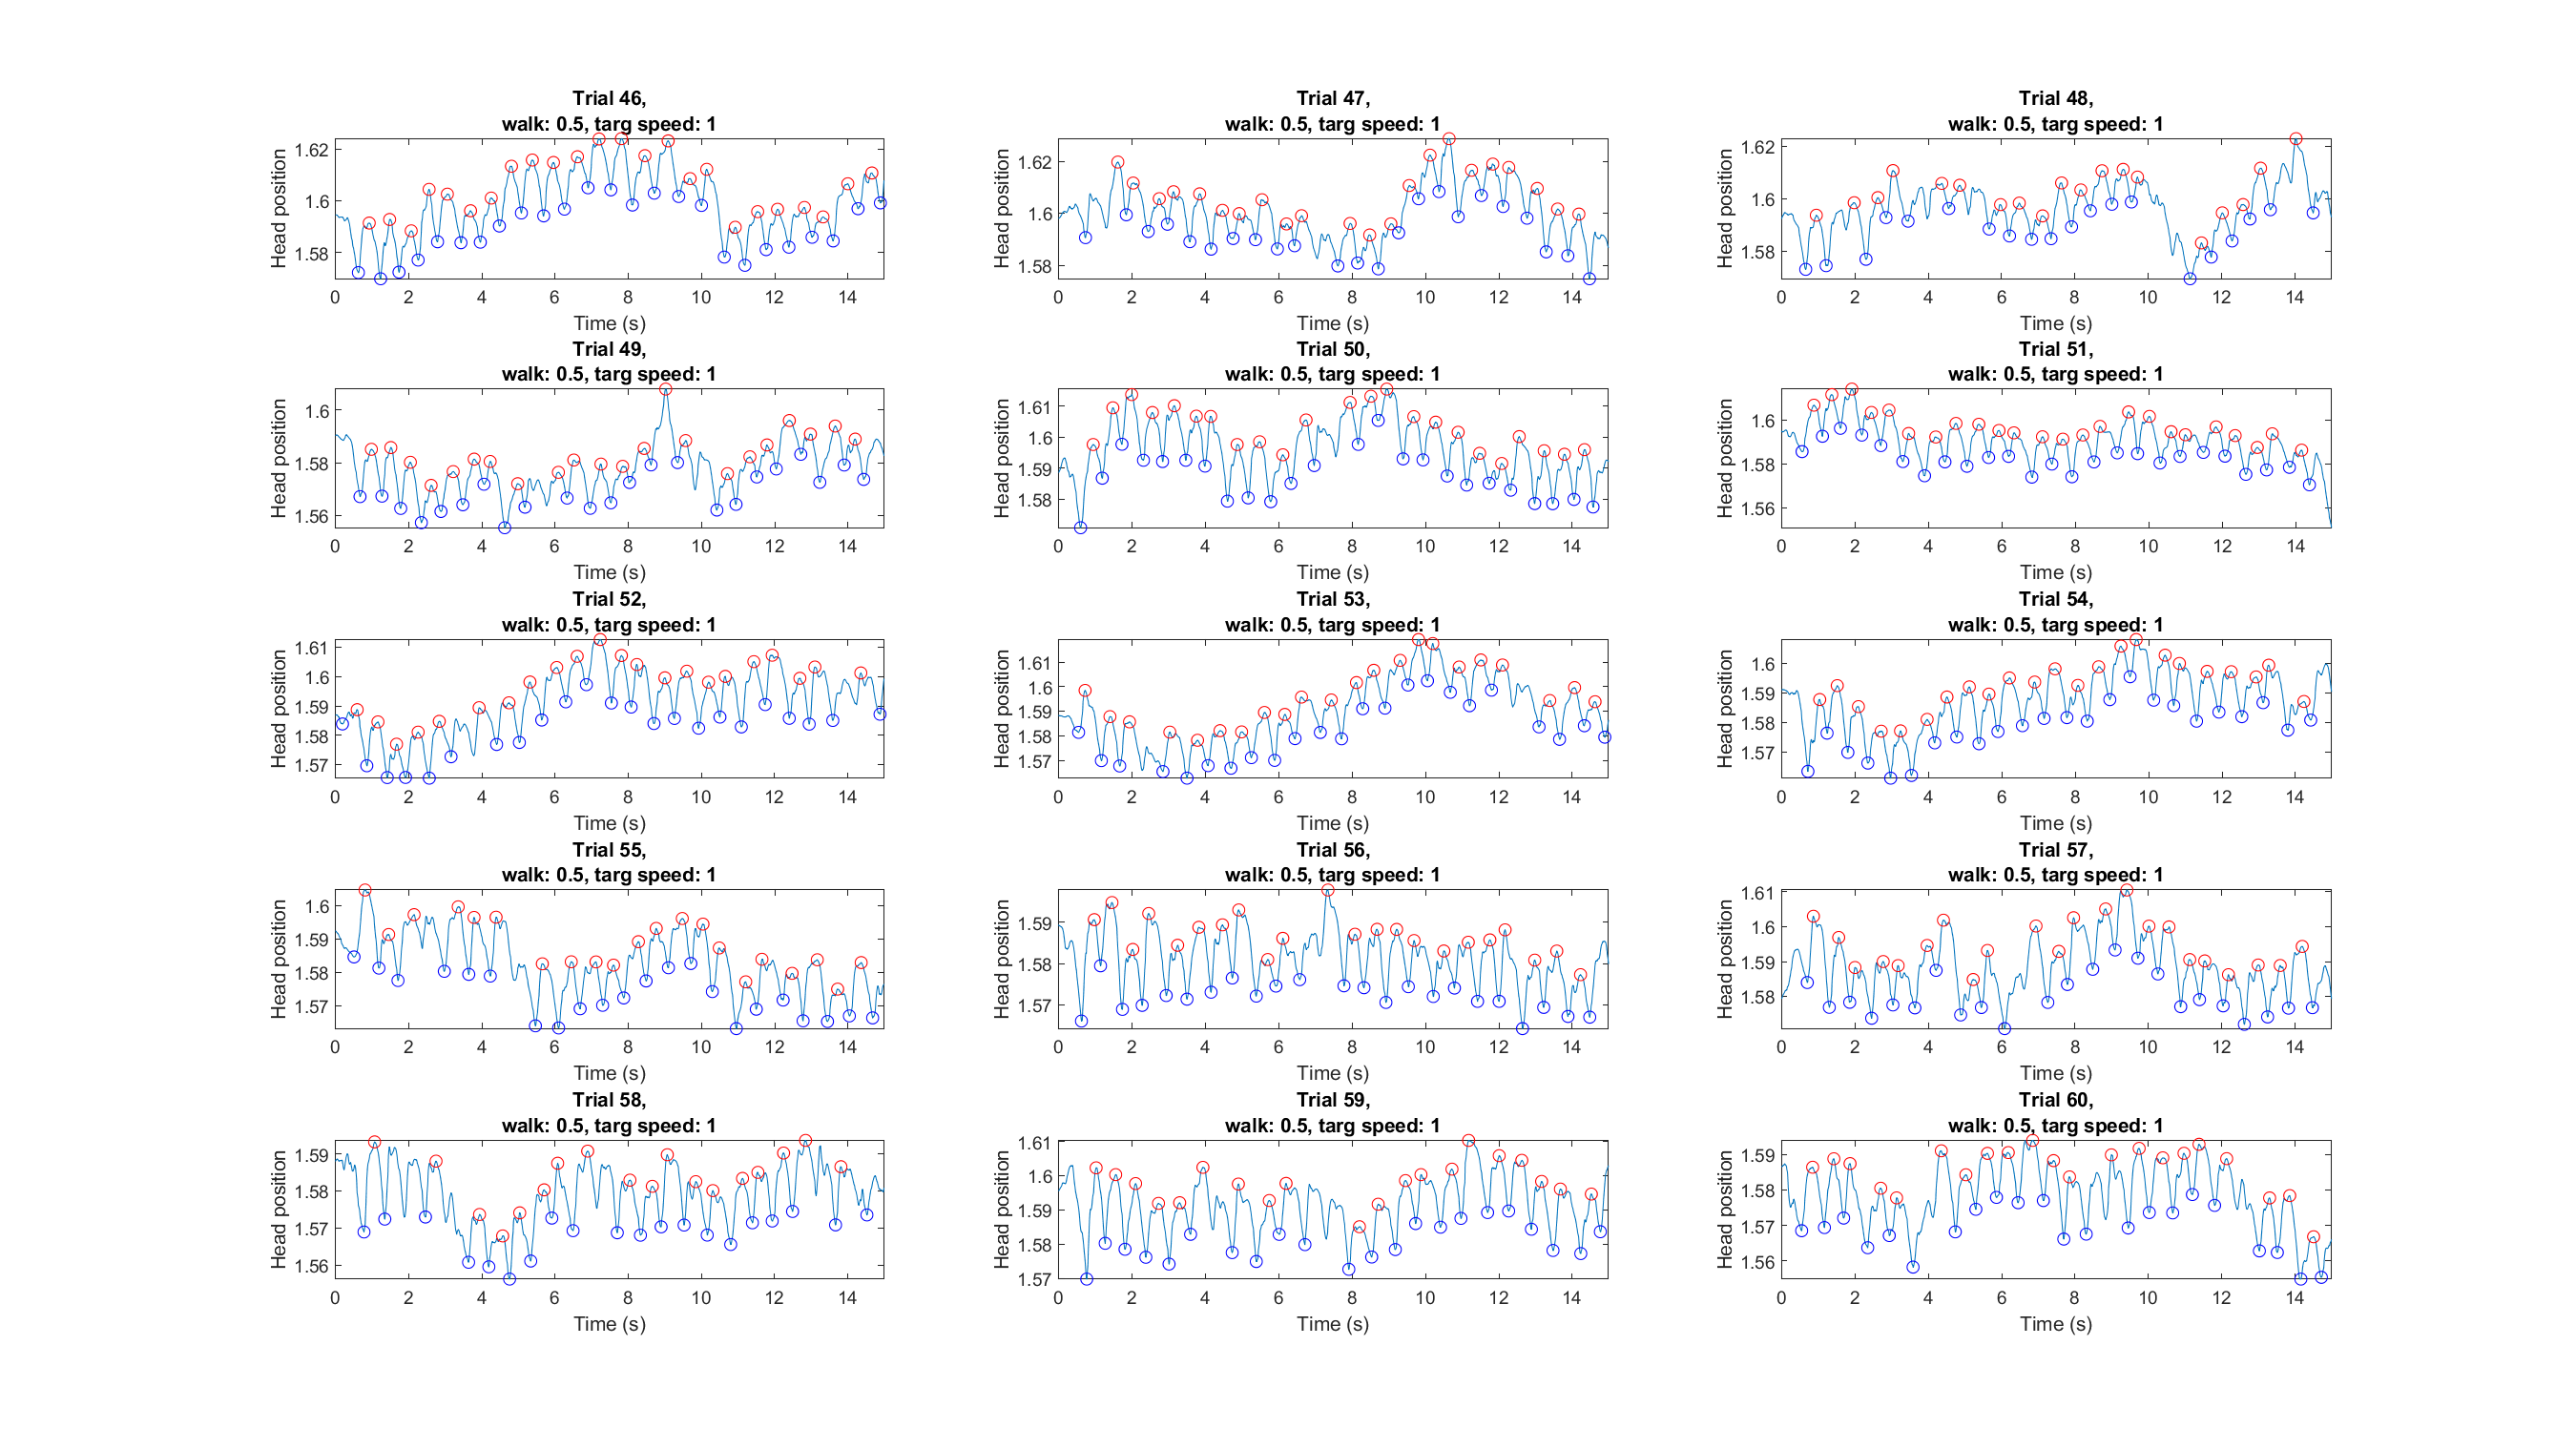 Trial 46,
walk: 0.5, targ speed: 1
Head position
1.62
1.6
1.58
0 2 4 6 8 10 12 14
Time (s)
Trial 47,
walk: 0.5, targ speed: 1
Head position
1.62
1.6
1.58
0 2 4 6 8 10 12 14
Time (s)
Trial 48,
walk: 0.5, targ speed: 1
Head position
1.62
1.6
1.58
0 2 4 6 8 10 12 14
Time (s)
Trial 49,
walk: 0.5, targ speed: 1
Head position
1.6
1.58
1.56
0 2 4 6 8 10 12 14
Time (s)
Trial 50,
walk: 0.5, targ speed: 1
Head position
1.61
1.6
1.59
1.58
0 2 4 6 8 10 12 14
Time (s)
Trial 51,
walk: 0.5, targ speed: 1
Head position
1.6
1.58
1.56
0 2 4 6 8 10 12 14
Time (s)
Trial 52,
walk: 0.5, targ speed: 1
Head position
1.61
1.6
1.59
1.58
1.57
0 2 4 6 8 10 12 14
Time (s)
Trial 53,
walk: 0.5, targ speed: 1
Head position
1.61
1.6
1.59
1.58
1.57
0 2 4 6 8 10 12 14
Time (s)
Trial 54,
walk: 0.5, targ speed: 1
Head position
1.6
1.59
1.58
1.57
0 2 4 6 8 10 12 14
Time (s)
Trial 55,
walk: 0.5, targ speed: 1
Head position
1.6
1.59
1.58
1.57
0 2 4 6 8 10 12 14
Time (s)
Trial 56,
walk: 0.5, targ speed: 1
Head position
1.59
1.58
1.57
0 2 4 6 8 10 12 14
Time (s)
Trial 57,
walk: 0.5, targ speed: 1
Head position
1.61
1.6
1.59
1.58
0 2 4 6 8 10 12 14
Time (s)
Trial 58,
walk: 0.5, targ speed: 1
Head position
1.59
1.58
1.57
1.56
0 2 4 6 8 10 12 14
Time (s)
Trial 59,
walk: 0.5, targ speed: 1
Head position
1.61
1.6
1.59
1.58
1.57
0 2 4 6 8 10 12 14
Time (s)
Trial 60,
walk: 0.5, targ speed: 1
Head position
1.59
1.58
1.57
1.56
0 2 4 6 8 10 12 14
Time (s)